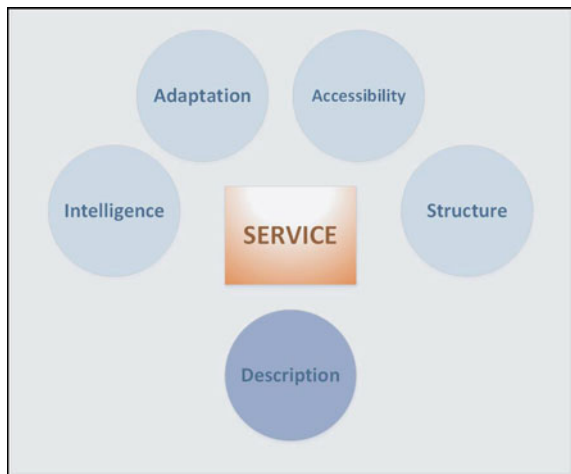 Adaptation
Accessibility
Intelligence
Structure
SERVICE
Description